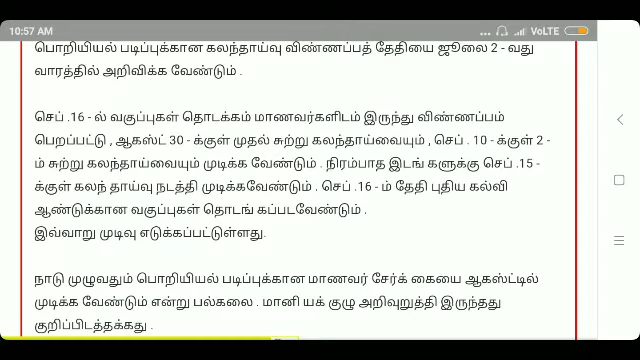 10:57 AM ... VoLTE
பொறியியல் படிப்புக்கான கலந்தாய்வு விண்ணப்பத் தேதியை ஜூலை 2 - வது
வாரத்தில் அறிவிக்க வேண்டும் .
செப் .16 - ல் வகுப்புகள் தொடக்கம் மாணவர்களிடம் இருந்து விண்ணப்பம்
பெறப்பட்டு , ஆகஸ்ட் 30 - க்குள் முதல் சுற்று கலந்தாய்வையும் , செப் . 10 - க்குள் 2 -
ம் சுற்று கலந்தாய்வையும் முடிக்க வேண்டும் . நிரம்பாத இடங் களுக்கு செப் .15 -
க்குள் கலந் தாய்வு நடத்தி முடிக்கவேண்டும் . செப் .16 - ம் தேதி புதிய கல்வி
ஆண்டுக்கான வகுப்புகள் தொடங் கப்படவேண்டும் .
இவ்வாறு முடிவு எடுக்கப்பட்டுள்ளது.
நாடு முழுவதும் பொறியியல் படிப்புக்கான மாணவர் சேர்க் கையை ஆகஸ்ட்டில்
முடிக்க வேண்டும் என்று பல்கலை . மானி யக் குழு அறிவுறுத்தி இருந்தது
குறிப்பிடத்தக்கது .